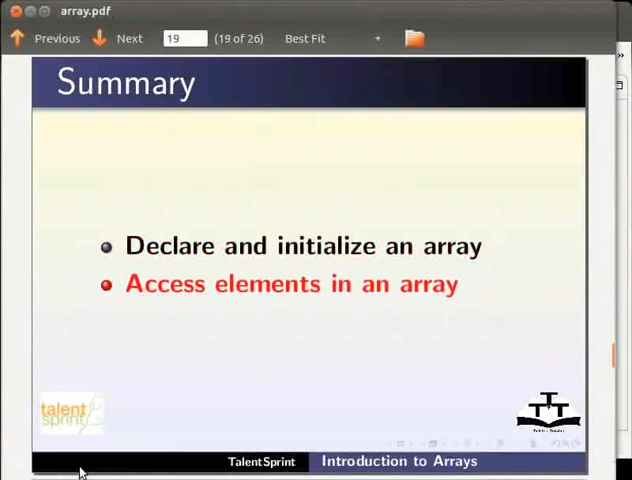 array.pdf
Previous Next 19 (19 of 26) Best Fit
Summary
Declare and initialize an array
Access elements in an array
talent
sprint
TalentSprint Introduction to Arrays